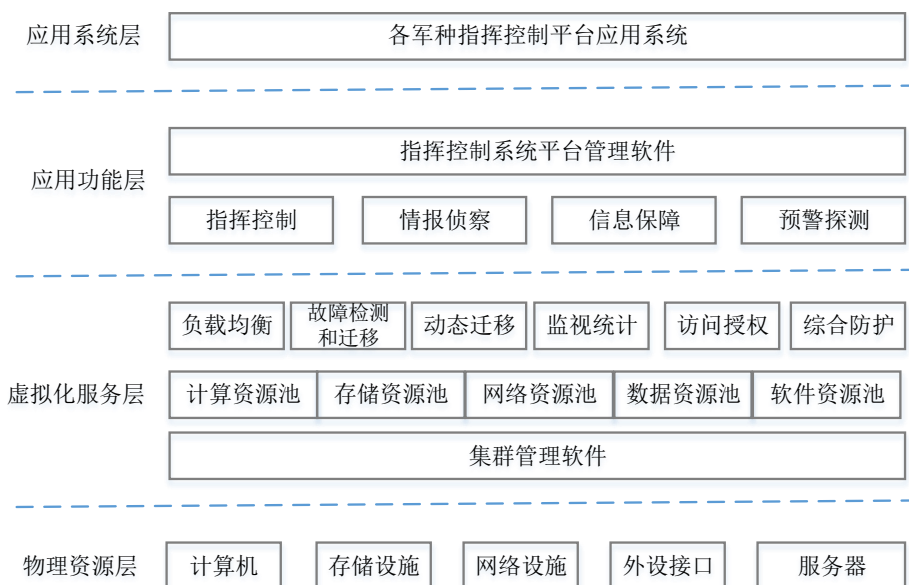 应用系统层
各军种指挥控制平台应用系统
应用功能层
指挥控制系统平台管理软件
指挥控制
情报侦察
信息保障
预警探测
虚拟化服务层
负载均衡
故障检测
和迁移
动态迁移
监视统计
访问授权
综合防护
计算资源池
存储资源池
网络资源池
数据资源池
软件资源池
集群管理软件
物理资源层
计算机
存储设施
网络设施
外设接口
服务器